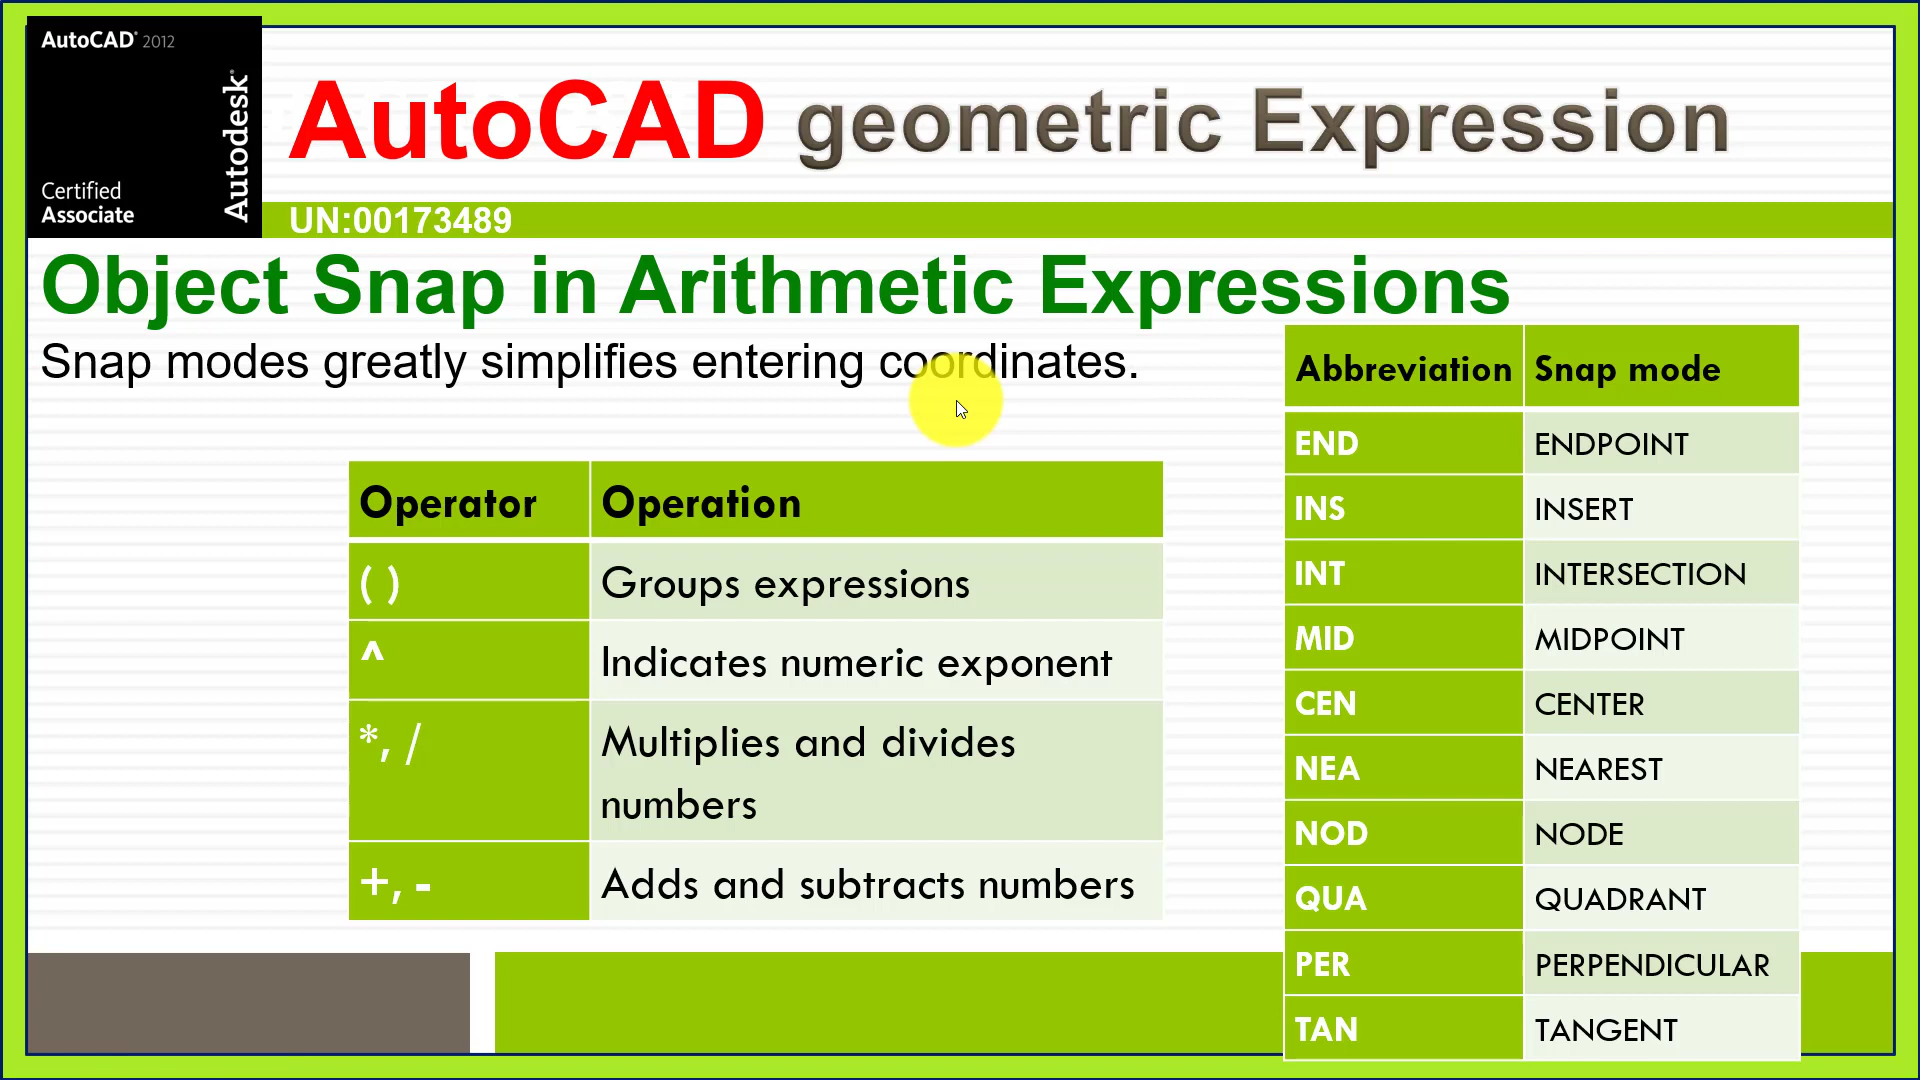 AutoCAD® 2012
Autodesk®
Certified
Associate
AutoCAD geometric Expression
UN:00173489
Object Snap in Arithmetic Expressions
Snap modes greatly simplifies entering coordinates.
Operator Operation
( ) Groups expressions
^ Indicates numeric exponent
*, / Multiplies and divides
numbers
+, - Adds and subtracts numbers
Abbreviation Snap mode
END ENDPOINT
INS INSERT
INT INTERSECTION
MID MIDPOINT
CEN CENTER
NEA NEAREST
NOD NODE
QUA QUADRANT
PER PERPENDICULAR
TAN TANGENT